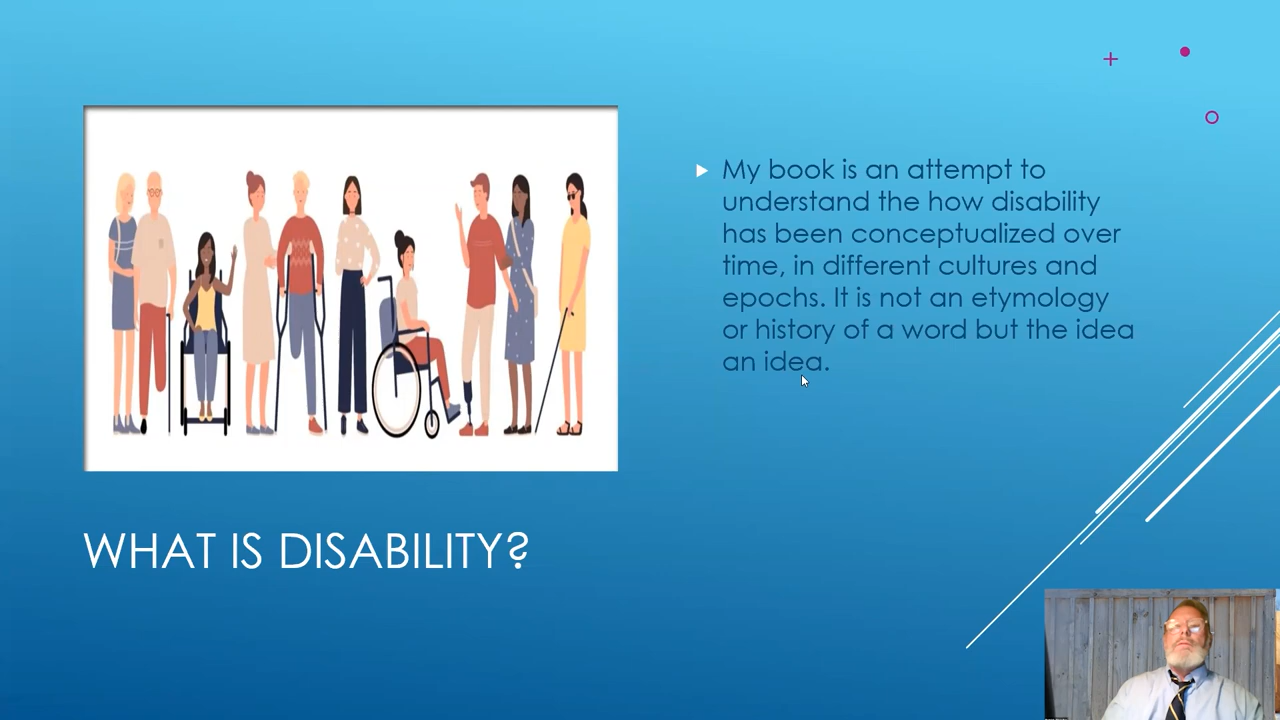 My book is an attempt to
understand the how disability
has been conceptualized over
time, in different cultures and
epochs. It is not an etymology
or history of a word but the idea
an idea.
WHAT IS DISABILITY?